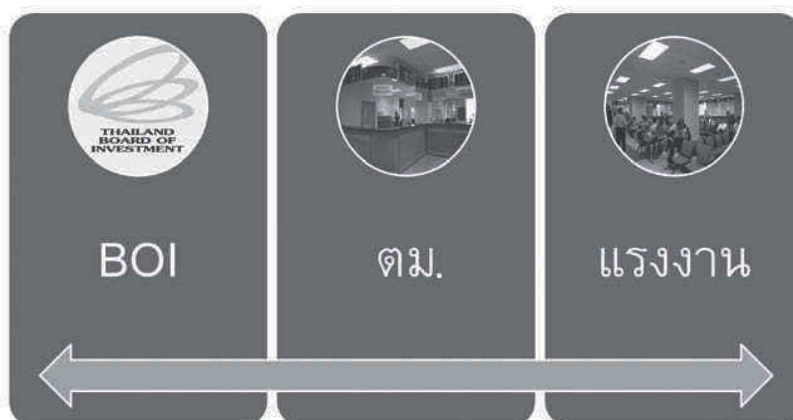 THAILAND
BOARD OF
INVESTMENT
BOI
ตม.
แรงงาน